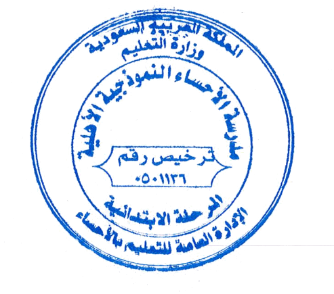 المملكة العربية السعودية
وزارة التعليم
مدرسة الأحساء النموذجية الأهلية
ترخيص رقم
٠٥٠١١٣٦
المرحلة الابتدائية
الإدارة العامة للتعليم بالأحساء